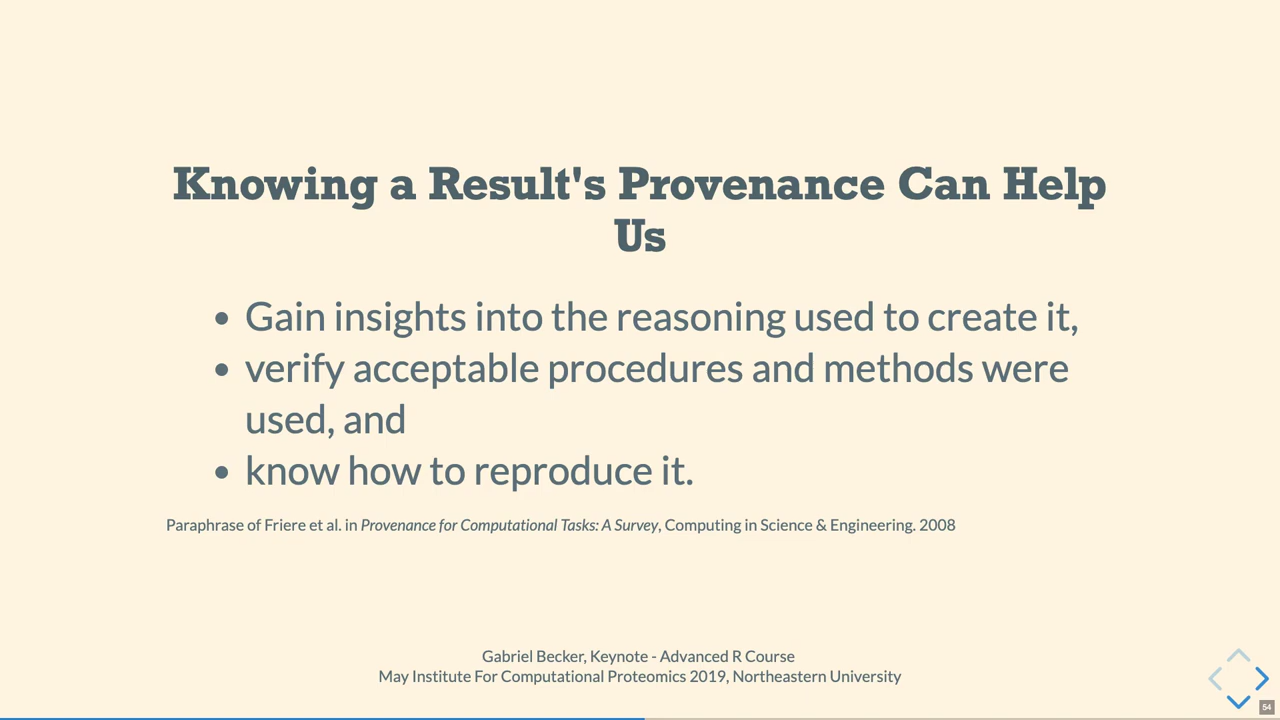 Knowing a Result's Provenance Can Help
Us
• Gain insights into the reasoning used to create it,
• verify acceptable procedures and methods were
used, and
• know how to reproduce it.
Paraphrase of Friere et al. in Provenance for Computational Tasks: A Survey, Computing in Science & Engineering. 2008
Gabriel Becker, Keynote - Advanced R Course
May Institute For Computational Proteomics 2019, Northeastern University
54